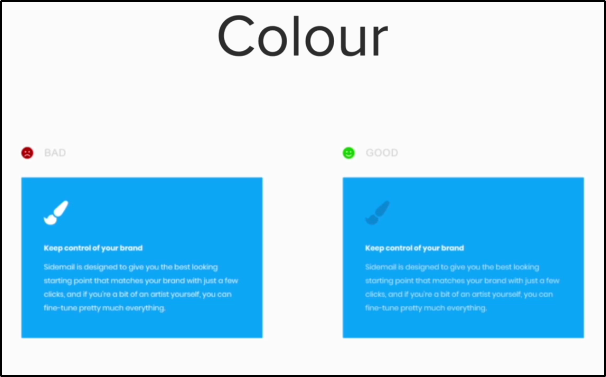 Colour
BAD
GOOD
Keep control of your brand
Sidemail is designed to give you the best looking
starting point that matches your brand with just a few
clicks, and if you're a bit of an artist yourself, you can
fine-tune pretty much everything.
Keep control of your brand
Sidemail is designed to give you the best looking
starting point that matches your brand with just a few
clicks, and if you're a bit of an artist yourself, you can
fine-tune pretty much everything.